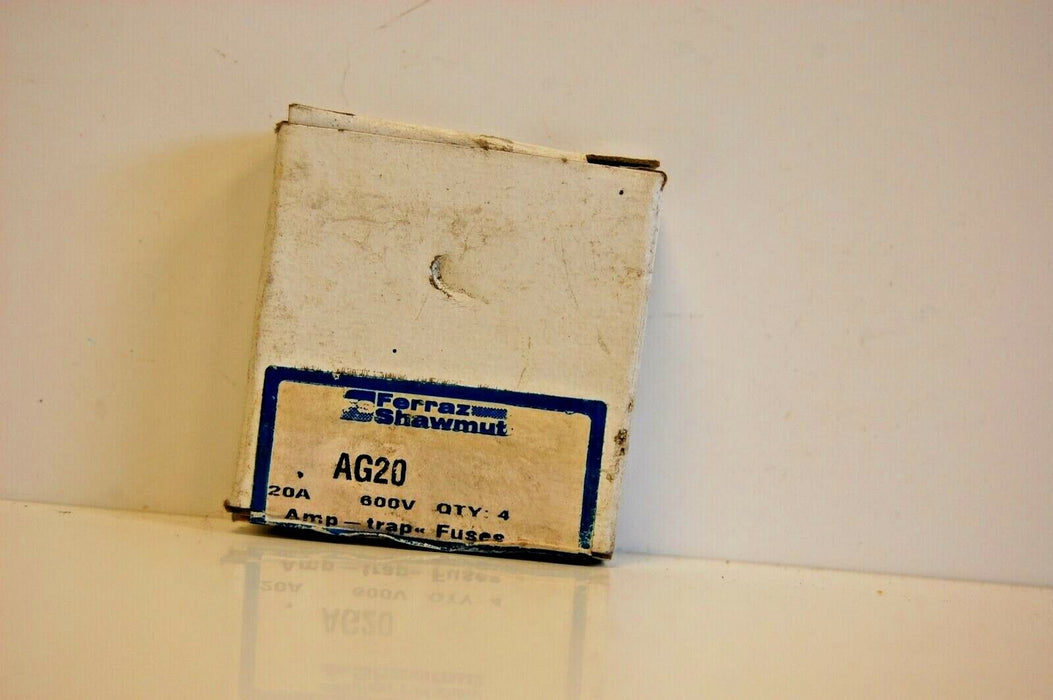 Ferraz
Shawmut
AG20
20A 600V QTY: 4
Amp-trap« Fuses